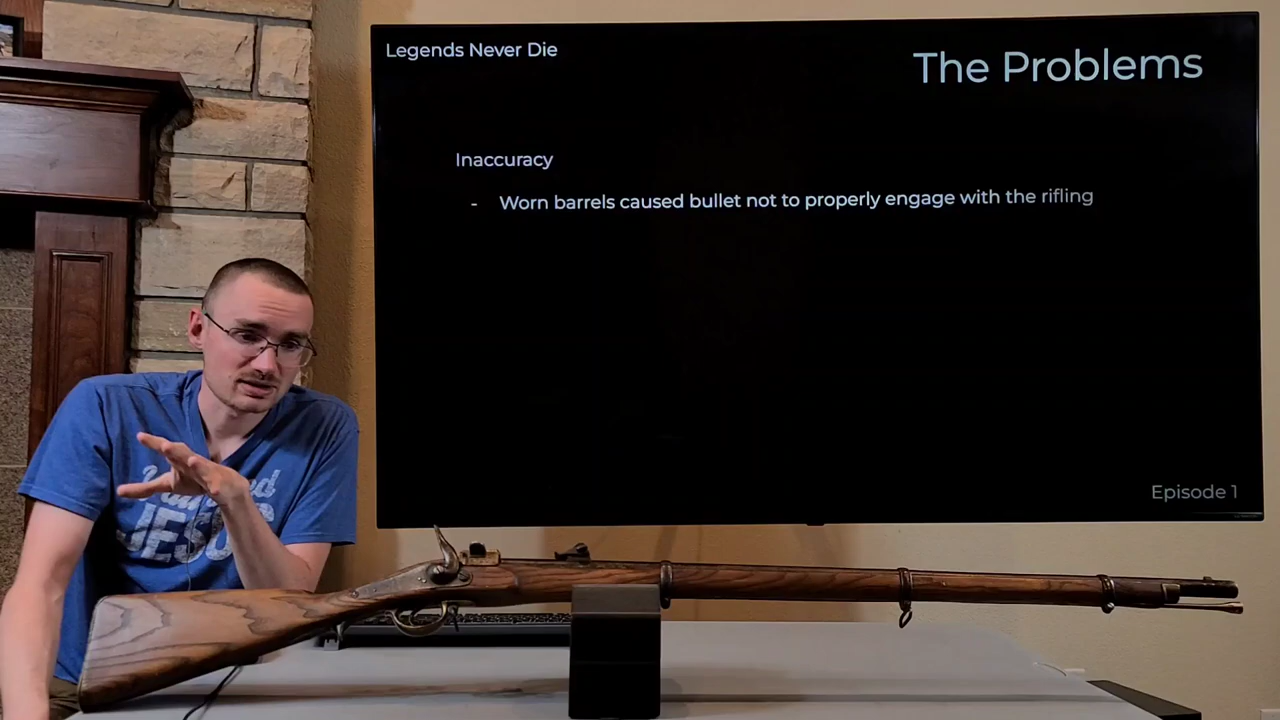 Legends Never Die
The Problems
Inaccuracy
- Worn barrels caused bullet not to properly engage with the rifling
Episode 1
JESUS